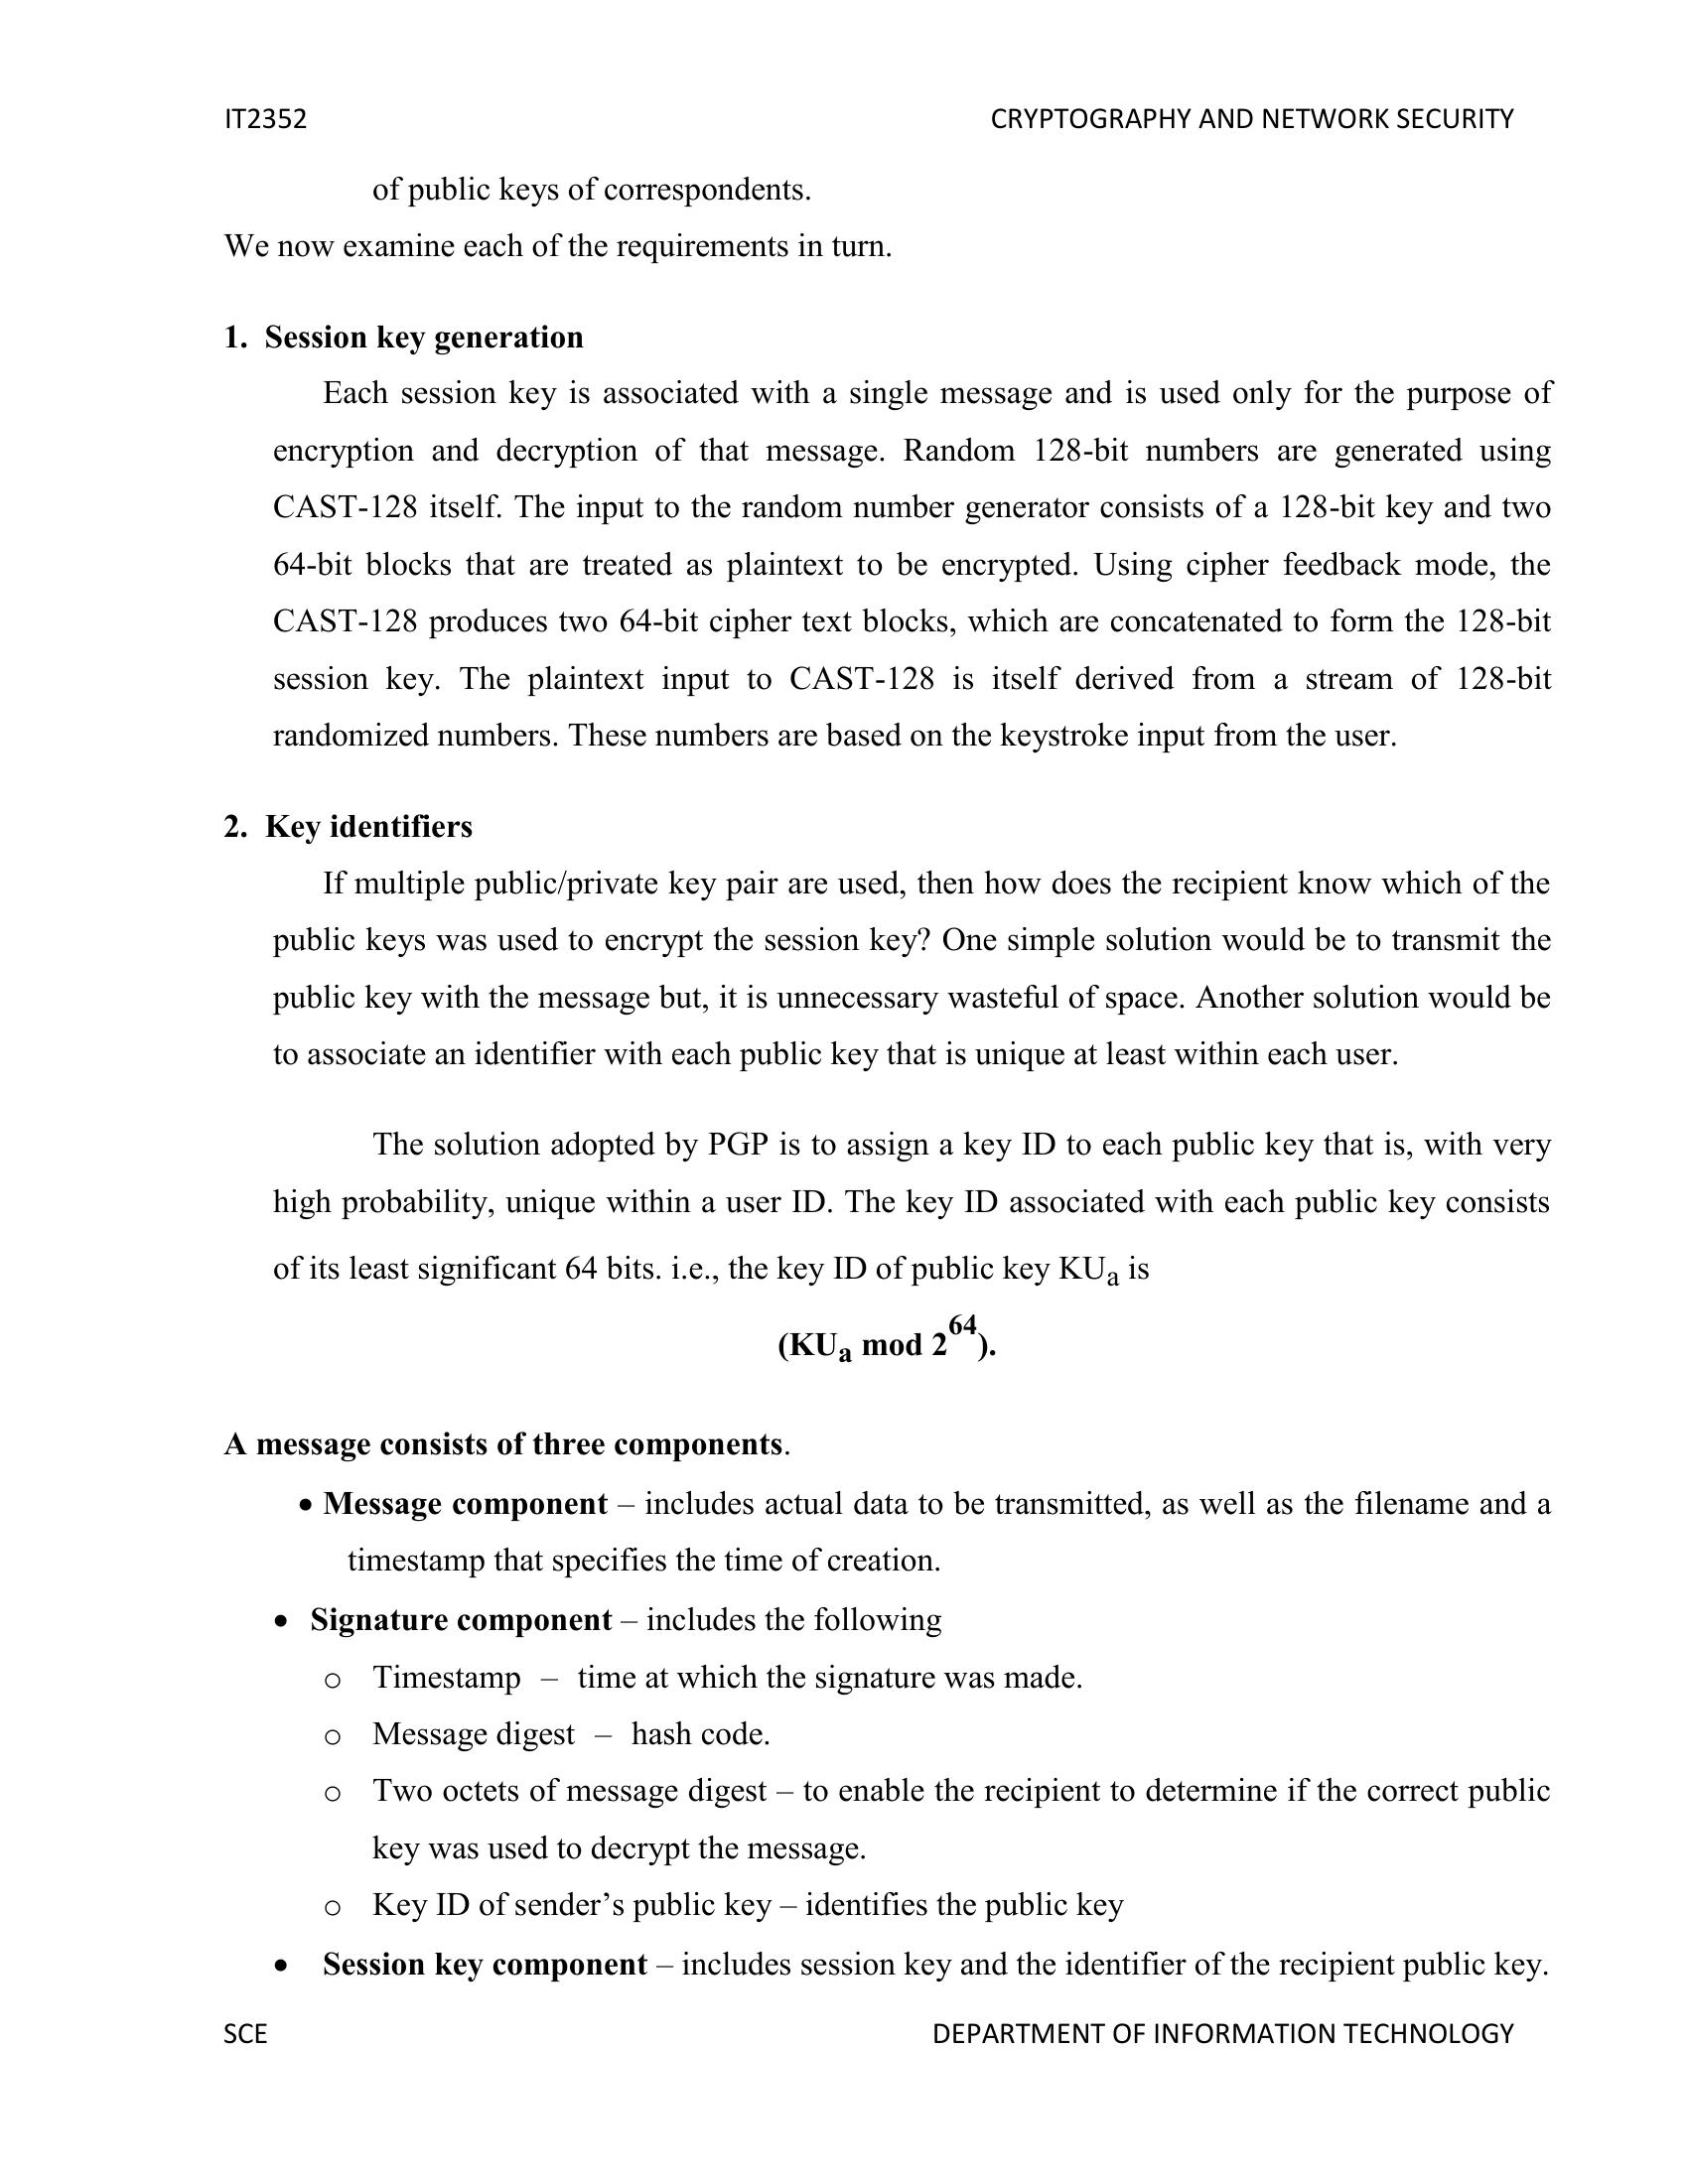 IT2352 CRYPTOGRAPHY AND NETWORK SECURITY
of public keys of correspondents.
We now examine each of the requirements in turn.
1. Session key generation
Each session key is associated with a single message and is used only for the purpose of
encryption and decryption of that message. Random 128-bit numbers are generated using
CAST-128 itself. The input to the random number generator consists of a 128-bit key and two
64-bit blocks that are treated as plaintext to be encrypted. Using cipher feedback mode, the
CAST-128 produces two 64-bit cipher text blocks, which are concatenated to form the 128-bit
session key. The plaintext input to CAST-128 is itself derived from a stream of 128-bit
randomized numbers. These numbers are based on the keystroke input from the user.
2. Key identifiers
If multiple public/private key pair are used, then how does the recipient know which of the
public keys was used to encrypt the session key? One simple solution would be to transmit the
public key with the message but, it is unnecessary wasteful of space. Another solution would be
to associate an identifier with each public key that is unique at least within each user.
The solution adopted by PGP is to assign a key ID to each public key that is, with very
high probability, unique within a user ID. The key ID associated with each public key consists
of its least significant 64 bits. i.e., the key ID of public key KUa is
(KUa mod 2^64).
A message consists of three components.
• Message component – includes actual data to be transmitted, as well as the filename and a
timestamp that specifies the time of creation.
• Signature component – includes the following
o Timestamp – time at which the signature was made.
o Message digest – hash code.
o Two octets of message digest – to enable the recipient to determine if the correct public
key was used to decrypt the message.
o Key ID of sender’s public key – identifies the public key
• Session key component – includes session key and the identifier of the recipient public key.
SCE DEPARTMENT OF INFORMATION TECHNOLOGY